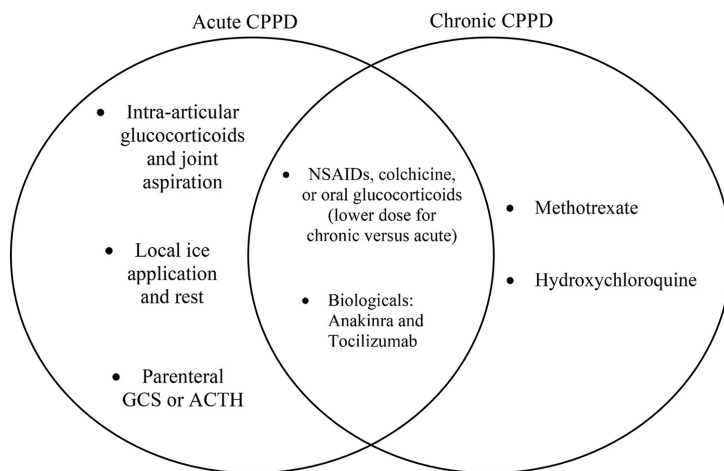 Acute CPPD
Chronic CPPD
• Intra-articular
glucocorticoids
and joint
aspiration
• Local ice
application
and rest
• Parenteral
GCS or ACTH
• NSAIDs, colchicine,
or oral glucocorticoids
(lower dose for
chronic versus acute)
• Biologicals:
Anakinra and
Tocilizumab
• Methotrexate
• Hydroxychloroquine